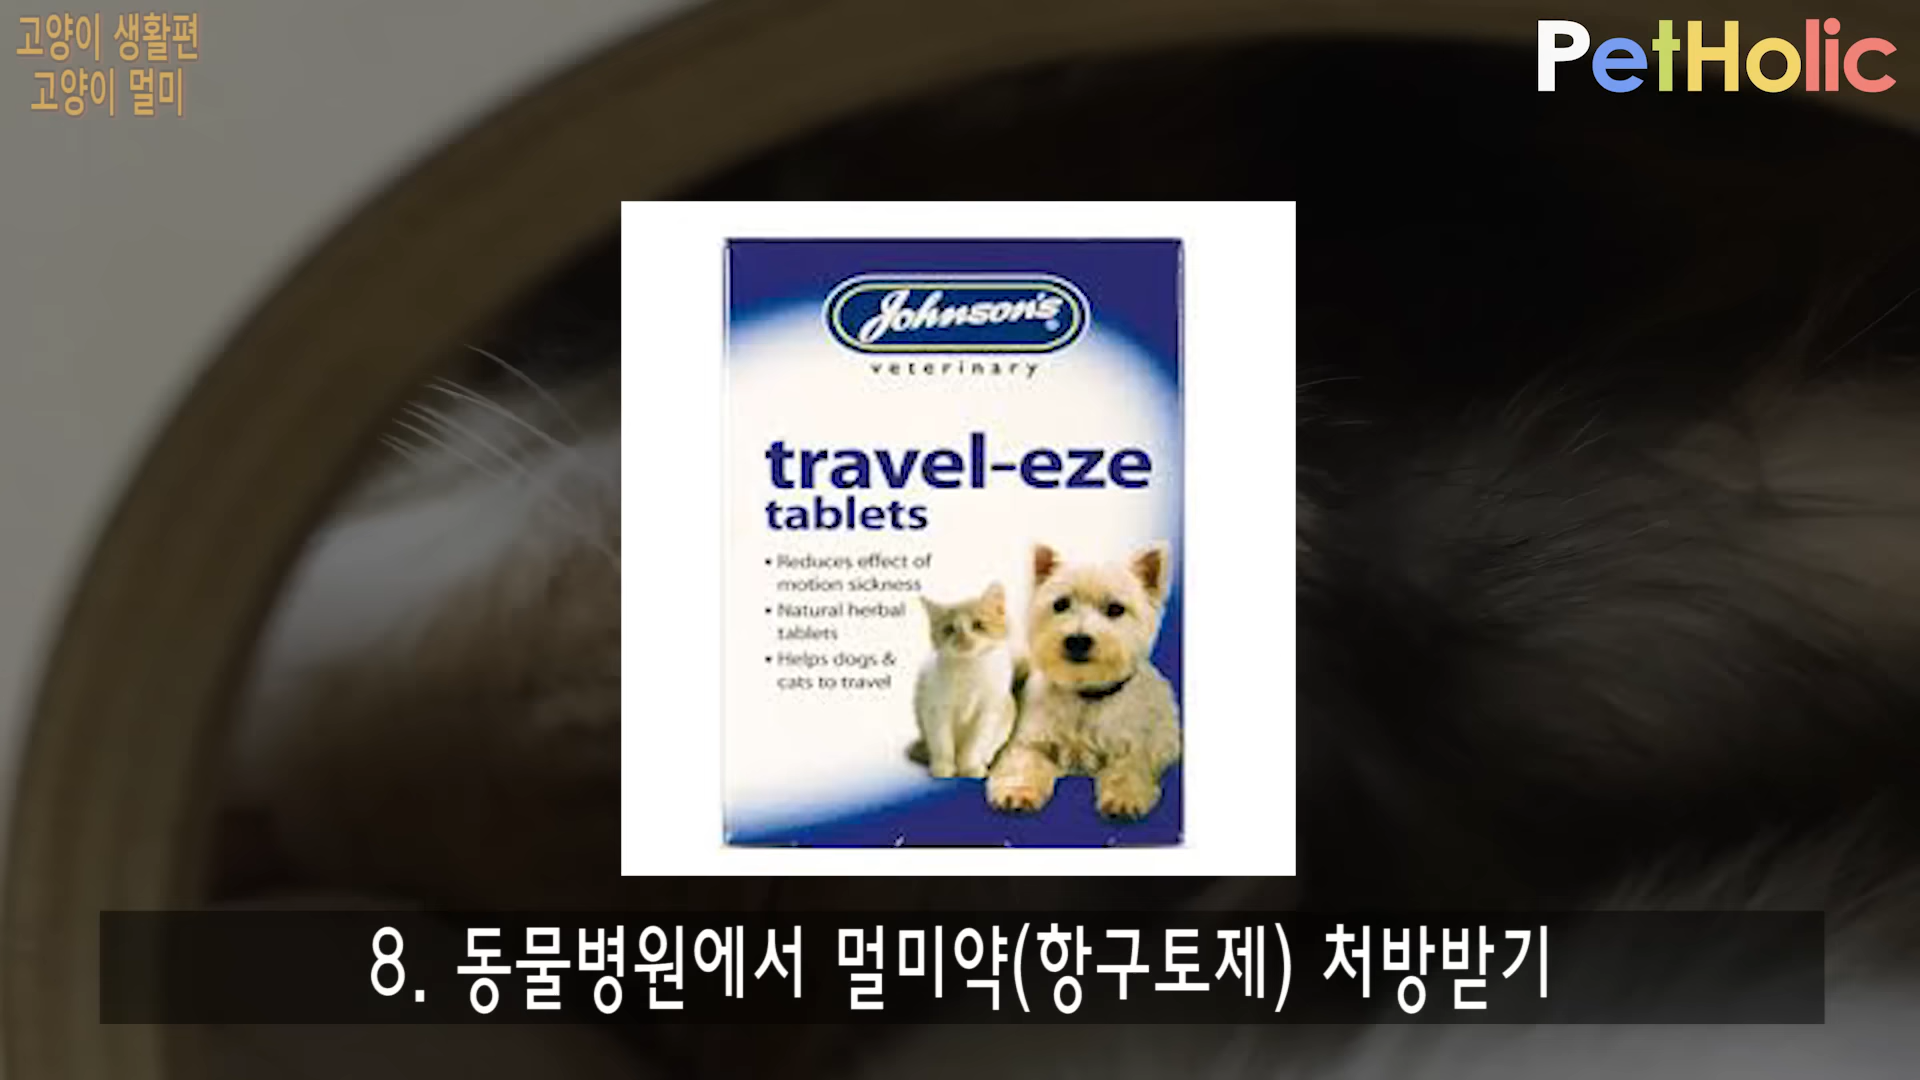 고양이 생활편
고양이 멀미
PetHolic
Johnson's
veterinary
travel-eze
tablets
• Reduces effect of
motion sickness
• Natural herbal
tablets
• Helps dogs &
cats to travel
8. 동물병원에서 멀미약(항구토제) 처방받기